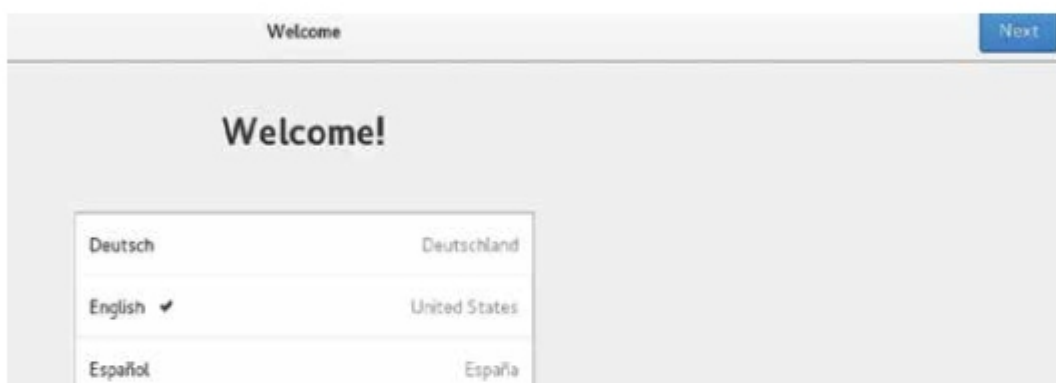 Welcome Next
Welcome!
Deutsch Deutschland
English ✔ United States
Español España